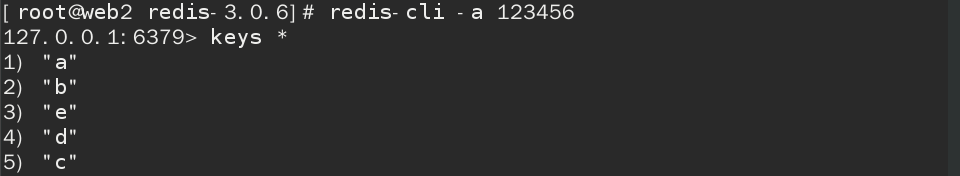 [root@web2 redis-3.0.6]# redis-cli -a 123456
127.0.0.1:6379> keys *
1) "a"
2) "b"
3) "e"
4) "d"
5) "c"